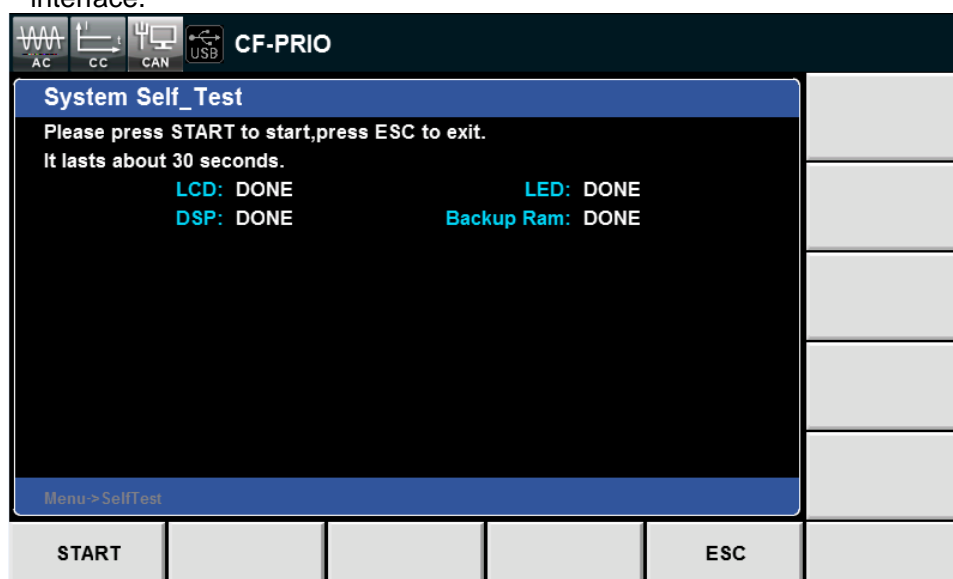 interface.
AC CC CAN USB CF-PRIO
System Self_Test
Please press START to start,press ESC to exit.
It lasts about 30 seconds.
LCD: DONE LED: DONE
DSP: DONE Backup Ram: DONE
Menu->SelfTest
START ESC